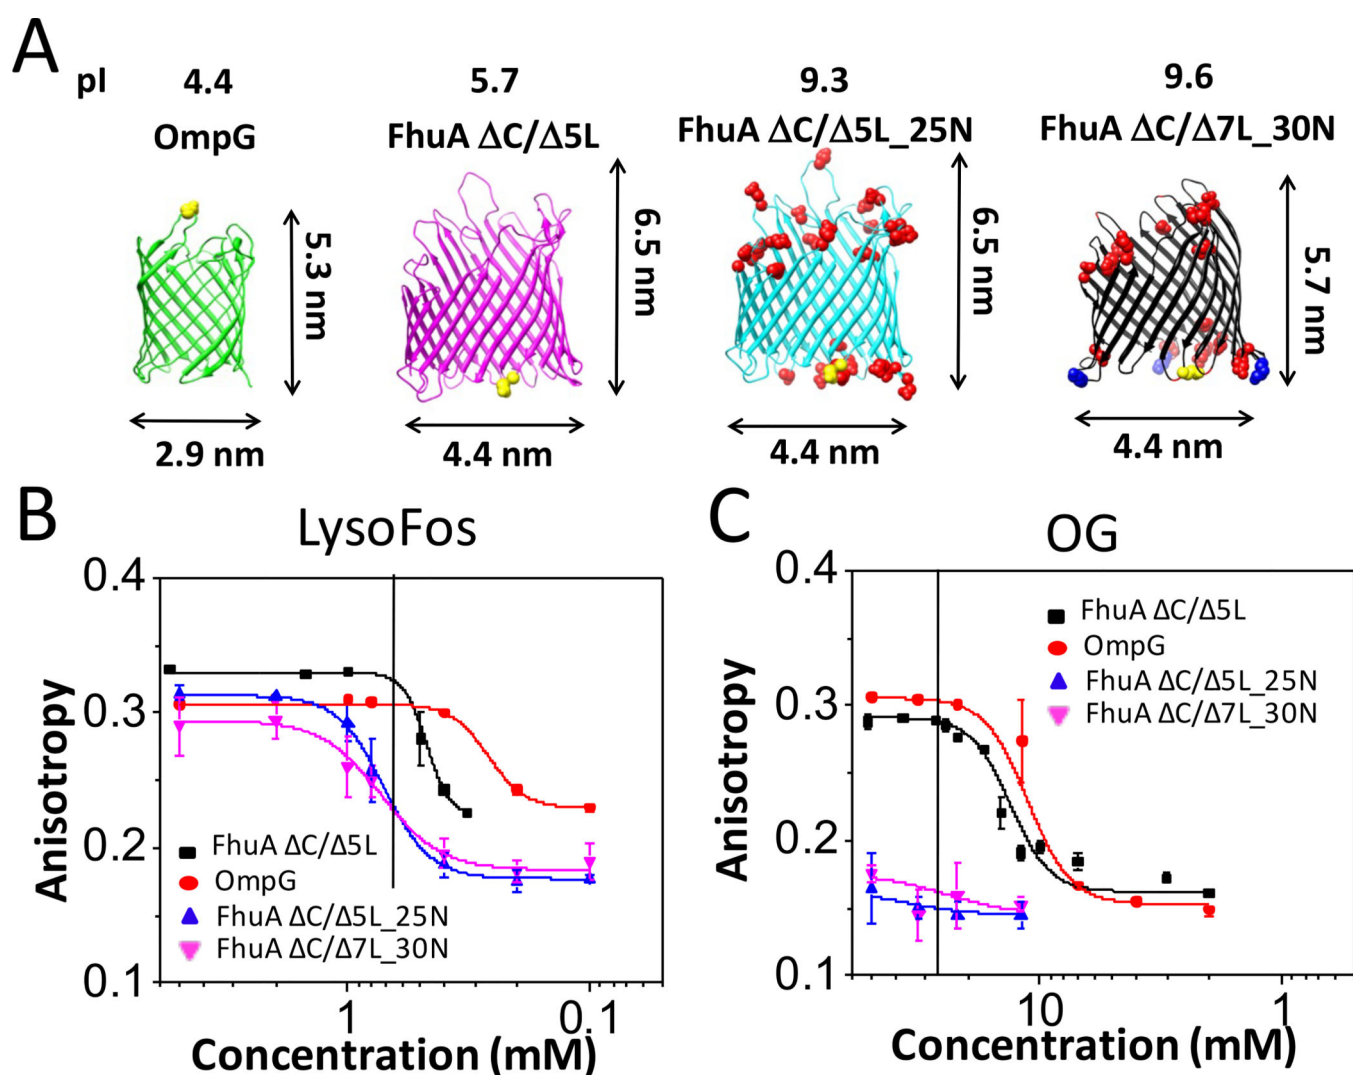 A
pI 4.4 5.7 9.3 9.6
OmpG FhuA ΔC/Δ5L FhuA ΔC/Δ5L_25N FhuA ΔC/Δ7L_30N
5.3 nm
6.5 nm
6.5 nm
5.7 nm
2.9 nm 4.4 nm 4.4 nm 4.4 nm
B
LysoFos
0.4
0.3
0.2
0.1
Anisotropy
FhuA ΔC/Δ5L
OmpG
FhuA ΔC/Δ5L_25N
FhuA ΔC/Δ7L_30N
1 0.1
Concentration (mM)
C
OG
0.4
0.3
0.2
0.1
Anisotropy
FhuA ΔC/Δ5L
OmpG
FhuA ΔC/Δ5L_25N
FhuA ΔC/Δ7L_30N
10 1
Concentration (mM)